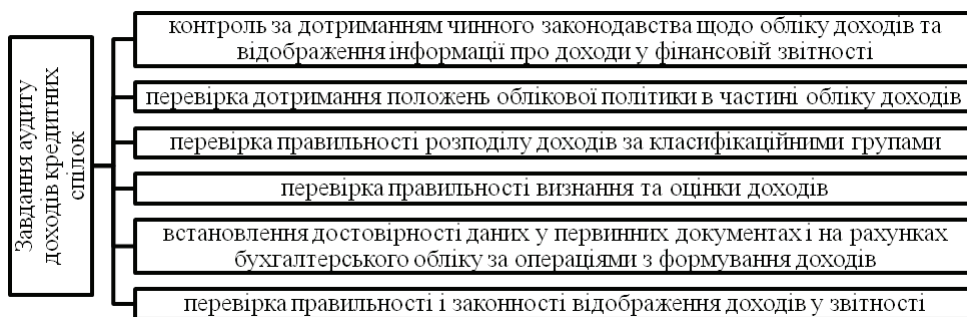 Завдання аудиту
доходів кредитних
спілок
контроль за дотриманням чинного законодавства щодо обліку доходів та
відображення інформації про доходи у фінансовій звітності
перевірка дотримання положень облікової політики в частині обліку доходів
перевірка правильності розподілу доходів за класифікаційними групами
перевірка правильності визнання та оцінки доходів
встановлення достовірності даних у первинних документах і на рахунках
бухгалтерського обліку за операціями з формування доходів
перевірка правильності і законності відображення доходів у звітності